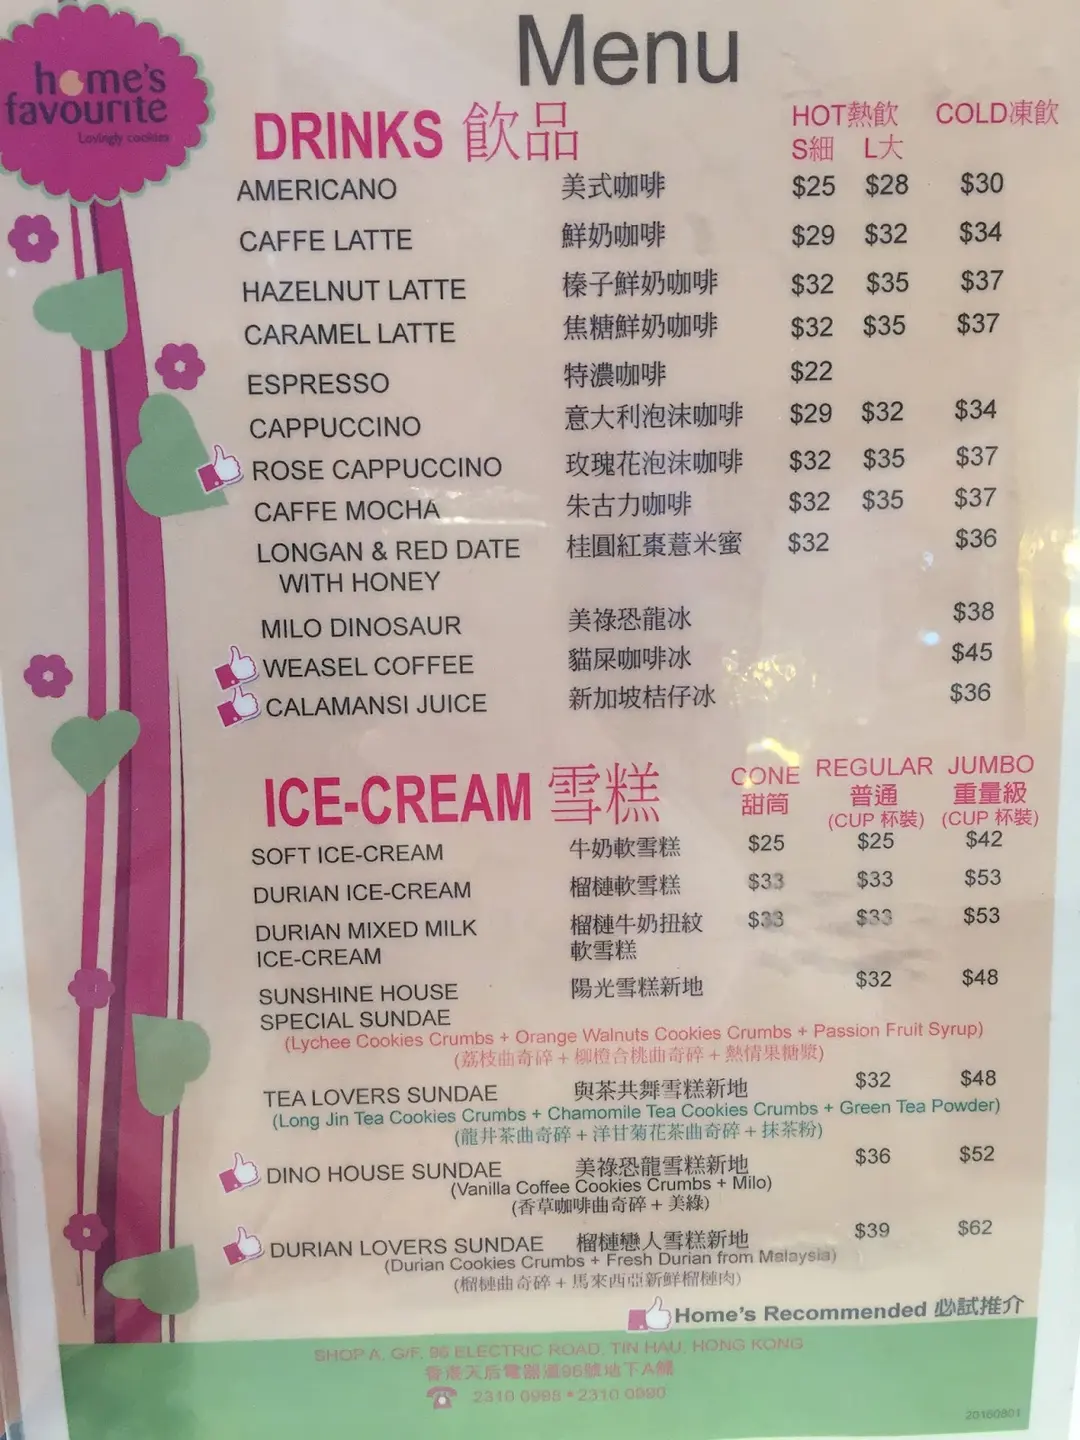 Menu
home's
favourite
Lovingly cookies
DRINKS 飲品
HOT熱飲 COLD凍飲
S細 L大
AMERICANO 美式咖啡 $25 $28 $30
CAFFE LATTE 鮮奶咖啡 $29 $32 $34
HAZELNUT LATTE 榛子鮮奶咖啡 $32 $35 $37
CARAMEL LATTE 焦糖鮮奶咖啡 $32 $35 $37
ESPRESSO 特濃咖啡 $22
CAPPUCCINO 意大利泡沫咖啡 $29 $32 $34
ROSE CAPPUCCINO 玫瑰花泡沫咖啡 $32 $35 $37
CAFFE MOCHA 朱古力咖啡 $32 $35 $37
LONGAN & RED DATE 桂圓紅棗薏米蜜 $32 $36
WITH HONEY
MILO DINOSAUR 美祿恐龍冰 $38
WEASEL COFFEE 貓屎咖啡冰 $45
CALAMANSI JUICE 新加坡桔仔冰 $36
ICE-CREAM 雪糕
CONE REGULAR JUMBO
甜筒 普通 重量級
(CUP 杯裝) (CUP 杯裝)
SOFT ICE-CREAM 牛奶軟雪糕 $25 $25 $42
DURIAN ICE-CREAM 榴槤軟雪糕 $33 $33 $53
DURIAN MIXED MILK 榴槤牛奶扭紋 $33 $33 $53
ICE-CREAM 軟雪糕
SUNSHINE HOUSE 陽光雪糕新地 $32 $48
SPECIAL SUNDAE
(Lychee Cookies Crumbs + Orange Walnuts Cookies Crumbs + Passion Fruit Syrup)
(荔枝曲奇碎 + 柳橙合桃曲奇碎 + 熱情果糖漿)
TEA LOVERS SUNDAE 與茶共舞雪糕新地 $32 $48
(Long Jin Tea Cookies Crumbs + Chamomile Tea Cookies Crumbs + Green Tea Powder)
(龍井茶曲奇碎 + 洋甘菊花茶曲奇碎 + 抹茶粉)
DINO HOUSE SUNDAE 美祿恐龍雪糕新地 $36 $52
(Vanilla Coffee Cookies Crumbs + Milo)
(香草咖啡曲奇碎 + 美綠)
DURIAN LOVERS SUNDAE 榴槤戀人雪糕新地 $39 $62
(Durian Cookies Crumbs + Fresh Durian from Malaysia)
(榴槤曲奇碎 + 馬來西亞新鮮榴槤肉)
Home's Recommended 必試推介
SHOP A, G/F, 96 ELECTRIC ROAD, TIN HAU, HONG KONG
香港天后電器道96號地下A舖
2310 0998 • 2310 0990
20160801